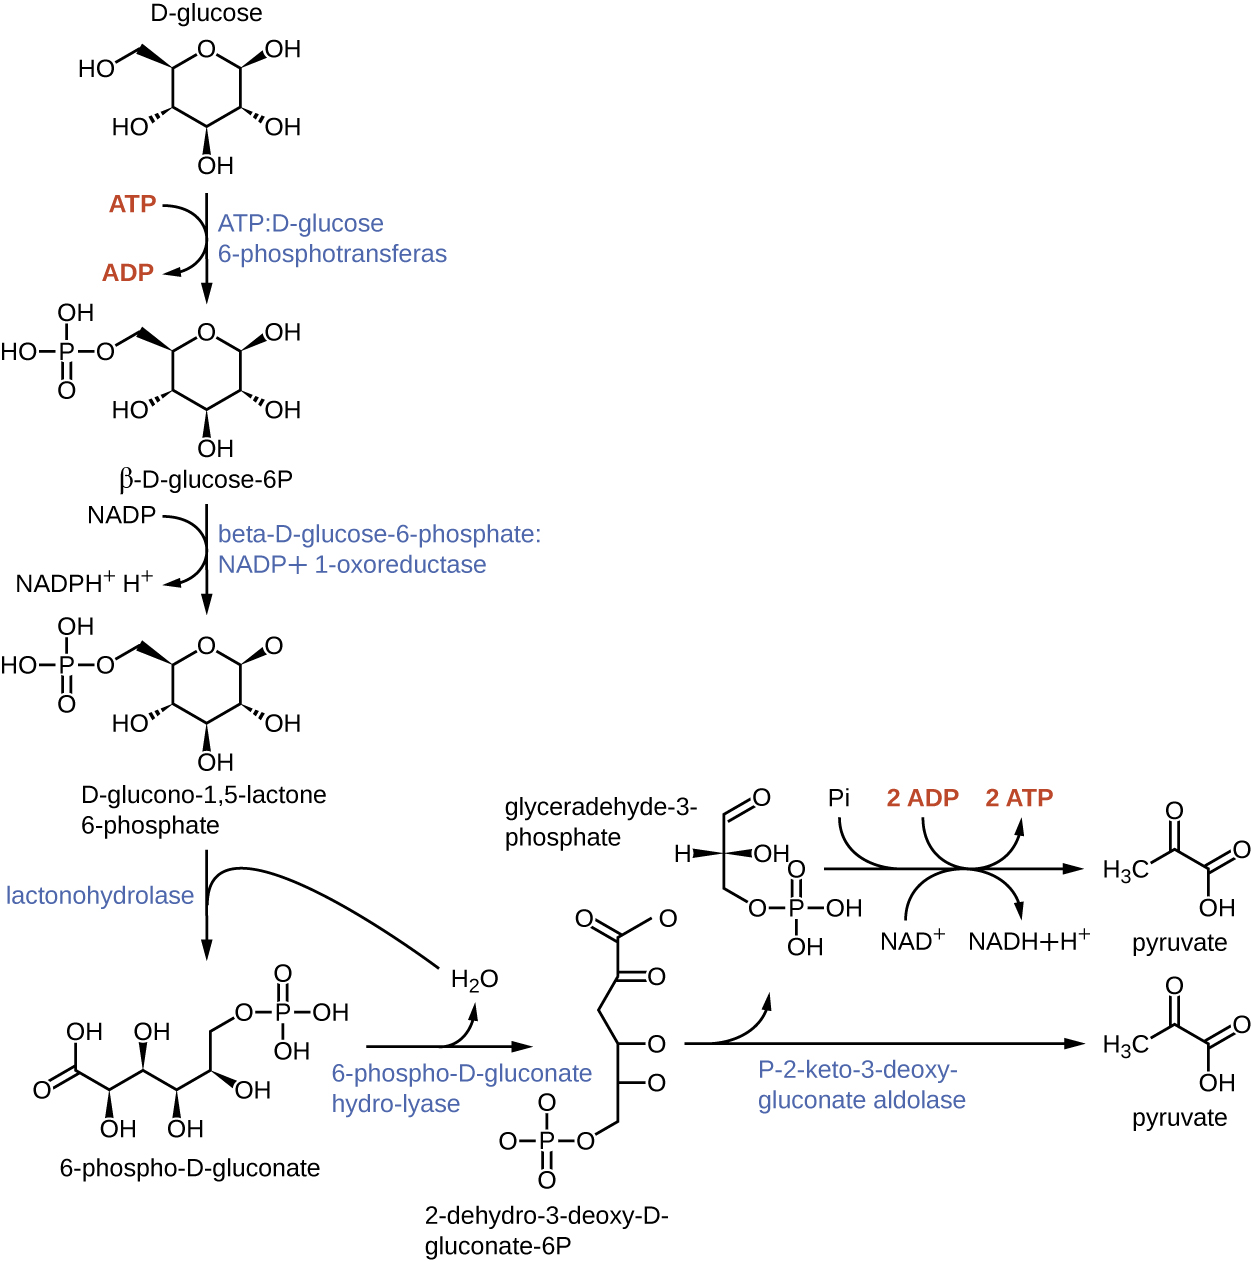 D-glucose
HO
O
OH
HO
OH
OH
ATP
ADP
ATP:D-glucose
6-phosphotransferas
OH
HO
P
O
O
O
OH
HO
OH
OH
β-D-glucose-6P
NADP
NADPH+ H+
beta-D-glucose-6-phosphate:
NADP+ 1-oxoreductase
OH
HO
P
O
O
O
O
HO
OH
OH
D-glucono-1,5-lactone
6-phosphate
lactonohydrolase
H2O
OH
O
OH
OH
OH
OH
O
P
O
OH
OH
6-phospho-D-gluconate
6-phospho-D-gluconate
hydro-lyase
O
O
O
O
O
O
O
P
O
O
2-dehydro-3-deoxy-D-
gluconate-6P
glyceradehyde-3-
phosphate
O
H
OH
O
P
O
OH
OH
Pi
2 ADP
2 ATP
NAD+
NADH+H+
O
H3C
O
OH
pyruvate
P-2-keto-3-deoxy-
gluconate aldolase
O
H3C
O
OH
pyruvate